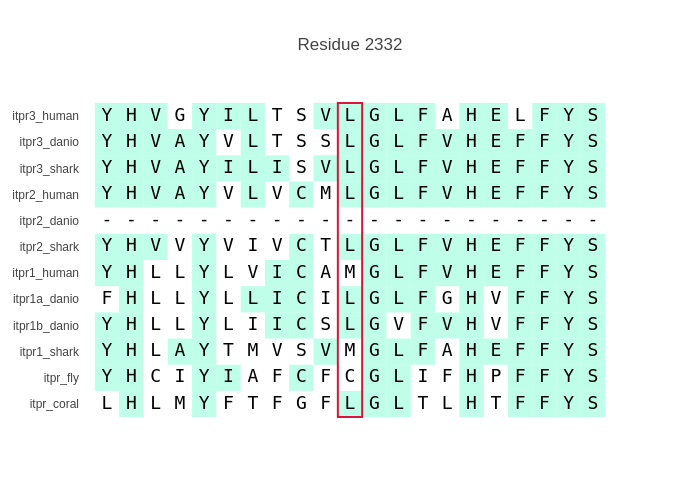 Residue 2332
itpr3_human Y H V G Y I L T S V L G L F A H E L F Y S
itpr3_danio Y H V A Y V L T S S L G L F V H E F F Y S
itpr3_shark Y H V A Y I L I S V L G L F V H E F F Y S
itpr2_human Y H V A Y V L V C M L G L F V H E F F Y S
itpr2_danio - - - - - - - - - - - - - - - - - - - - -
itpr2_shark Y H V V Y V I V C T L G L F V H E F F Y S
itpr1_human Y H L L Y L V I C A M G L F V H E F F Y S
itpr1a_danio F H L L Y L L I C I L G L F G H V F F Y S
itpr1b_danio Y H L L Y L I I C S L G V F V H V F F Y S
itpr1_shark Y H L A Y T M V S V M G L F A H E F F Y S
itpr_fly Y H C I Y I A F C F C G L I F H P F F Y S
itpr_coral L H L M Y F T F G F L G L T L H T F F Y S